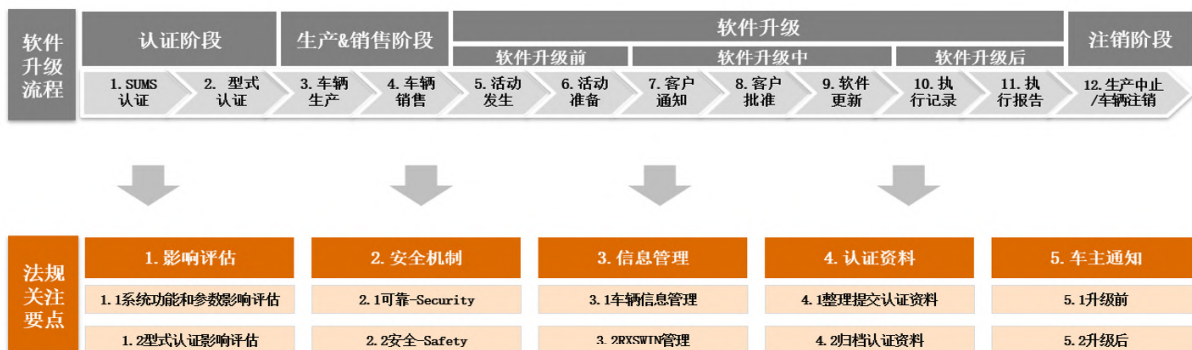 软件
升级
流程
认证阶段
生产&销售阶段
软件升级
注销阶段
软件升级前
软件升级中
软件升级后
1.SUMS
认证
2. 型式
认证
3.车辆
生产
4.车辆
销售
5.活动
发生
6.活动
准备
7.客户
通知
8.客户
批准
9.软件
更新
10.执
行记录
11.执
行报告
12.生产中止
/车辆注销
法规
关注
要点
1.影响评估
2.安全机制
3.信息管理
4.认证资料
5.车主通知
1.1系统功能和参数影响评估
2.1可靠-Security
3.1车辆信息管理
4.1整理提交认证资料
5.1升级前
1.2型式认证影响评估
2.2安全-Safety
3.2RXSWIN管理
4.2归档认证资料
5.2升级后